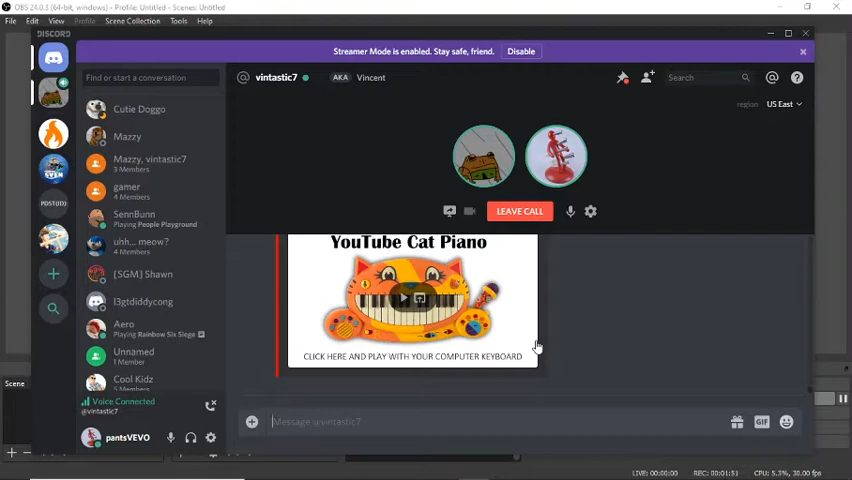 OBS 24.0.3 (64-bit, windows) - Profile: Untitled - Scenes: Untitled
File Edit View Profile Scene Collection Tools Help
DISCORD
Streamer Mode is enabled. Stay safe, friend. Disable
Find or start a conversation
@ vintastic7 AKA Vincent
Search
region US East
Cutie Doggo
Mazzy
Mazzy, vintastic7
3 Members
gamer
4 Members
SennBunn
Playing People Playground
uhh... meow?
4 Members
[SGM] Shawn
l3gtdiddycong
Aero
Playing Rainbow Six Siege
Unnamed
1 Member
Cool Kidz
5 Members
POST(ID)
LEAVE CALL
YouTube Cat Piano
CLICK HERE AND PLAY WITH YOUR COMPUTER KEYBOARD
Voice Connected
@vintastic7
pantsVEVO
Message @vintastic7
GIF
Scene
LIVE: 00:00:00 REC: 00:01:51 CPU: 5.3%, 30.00 fps